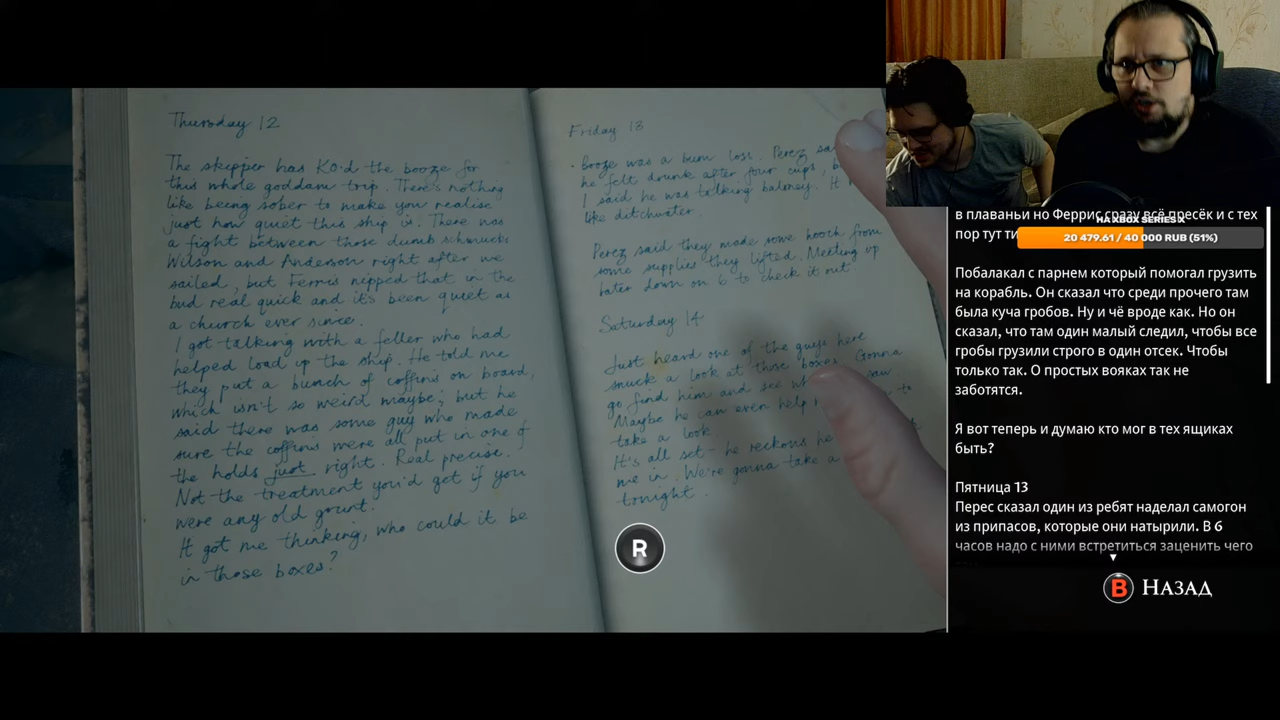 Thursday 12
The skepper has KO'd the booze for
this whole goddam trip. There's nothing
like being sober to make you realise
just how quiet this ship is. There was
a fight between those dumb schmucks
Wilson and Anderson right after we
sailed, but Ferris nipped that in the
bud real quick and it's been quiet as
a church ever since.
I got talking with a feller who had
helped load up the ship. He told me
they put a bunch of coffins on board,
which isn't so weird maybe, but he
said there was some guy who made
sure the coffins were all put in one of
the holds just right. Real precise.
Not the treatment you'd get if you
were any old grunt.
It got me thinking, who could it be
in those boxes?
Friday 13
· Booze was a bum loss. Perez
he felt drunk after four cups,
I said he was talking baloney. It
like ditchwater.
Perez said they made some hooch from
some supplies they lifted. Meeting up
later down on 6 to check it out.
Saturday 14
Just heard one of the guys here
snuck a look at those boxes. Gonna
go find him and see saw
Maybe he can even help to
take a look.
It's all set - he reckons he
me in. We're gonna take a
tonight.
R
в плаваньи но Феррис сразу всё пресёк и с тех
пор тут
НА XBOX SERIES X
20 479.61 / 40 000 RUB (51%)
Побалакал с парнем который помогал грузить
на корабль. Он сказал что среди прочего там
была куча гробов. Ну и чё вроде как. Но он
сказал, что там один малый следил, чтобы все
гробы грузили строго в один отсек. Чтобы
только так. О простых вояках так не
заботятся.
Я вот теперь и думаю кто мог в тех ящиках
быть?
Пятница 13
Перес сказал один из ребят наделал самогон
из припасов, которые они натырили. В 6
часов надо с ними встретиться заценить чего
B НАЗАД